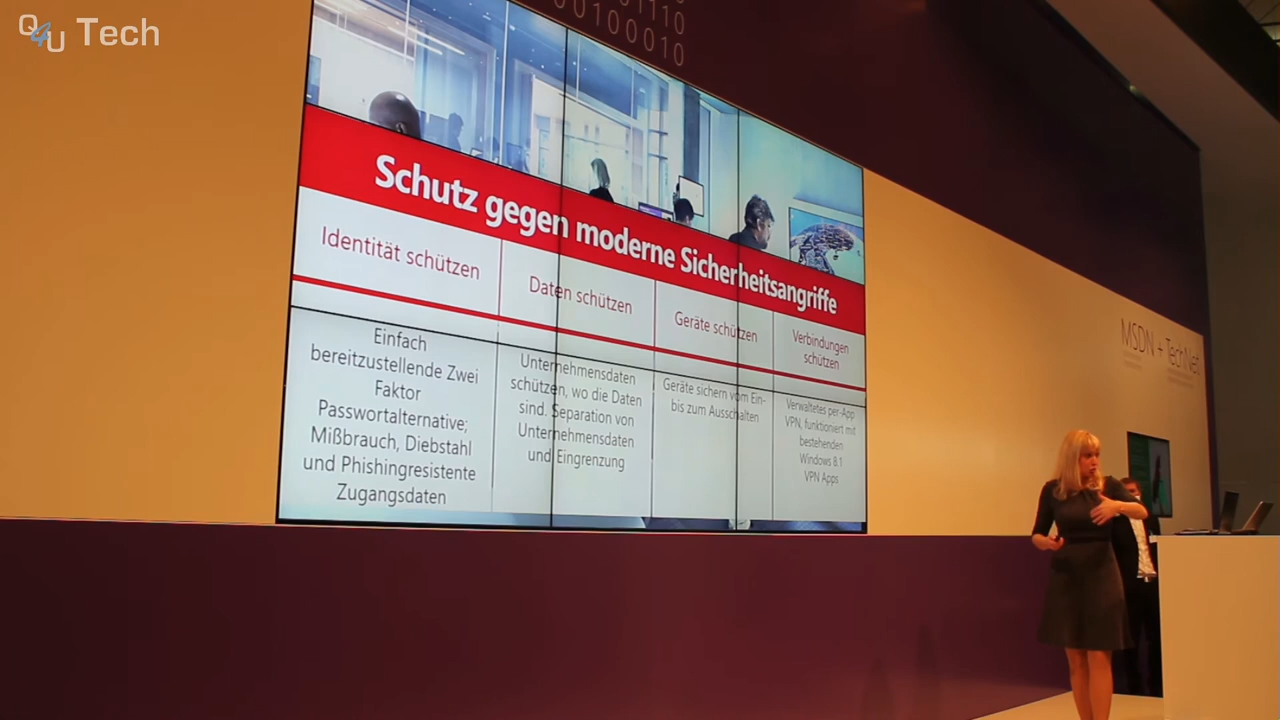 Q4U Tech
01110
00100010
Schutz gegen moderne Sicherheitsangriffe
Identität schützen
Einfach
bereitzustellende Zwei
Faktor
Passwortalternative;
Mißbrauch, Diebstahl
und Phishingresistente
Zugangsdaten
Daten schützen
Unternehmensdaten
schützen, wo die Daten
sind. Separation von
Unternehmensdaten
und Eingrenzung
Geräte schützen
Geräte sichern vom Ein-
bis zum Ausschalten
Verbindungen
schützen
Verwaltetes per-App
VPN, funktioniert mit
bestehenden
Windows 8.1
VPN Apps
MSDN + TechNet